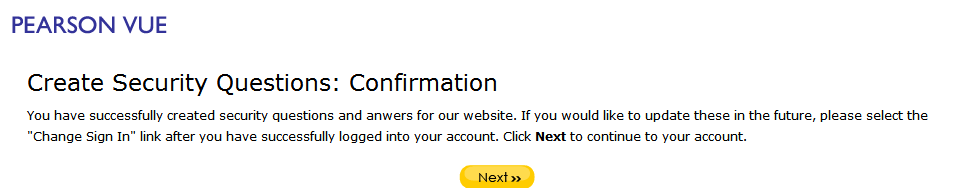 PEARSON VUE
Create Security Questions: Confirmation
You have successfully created security questions and anwers for our website. If you would like to update these in the future, please select the
"Change Sign In" link after you have successfully logged into your account. Click Next to continue to your account.
Next »